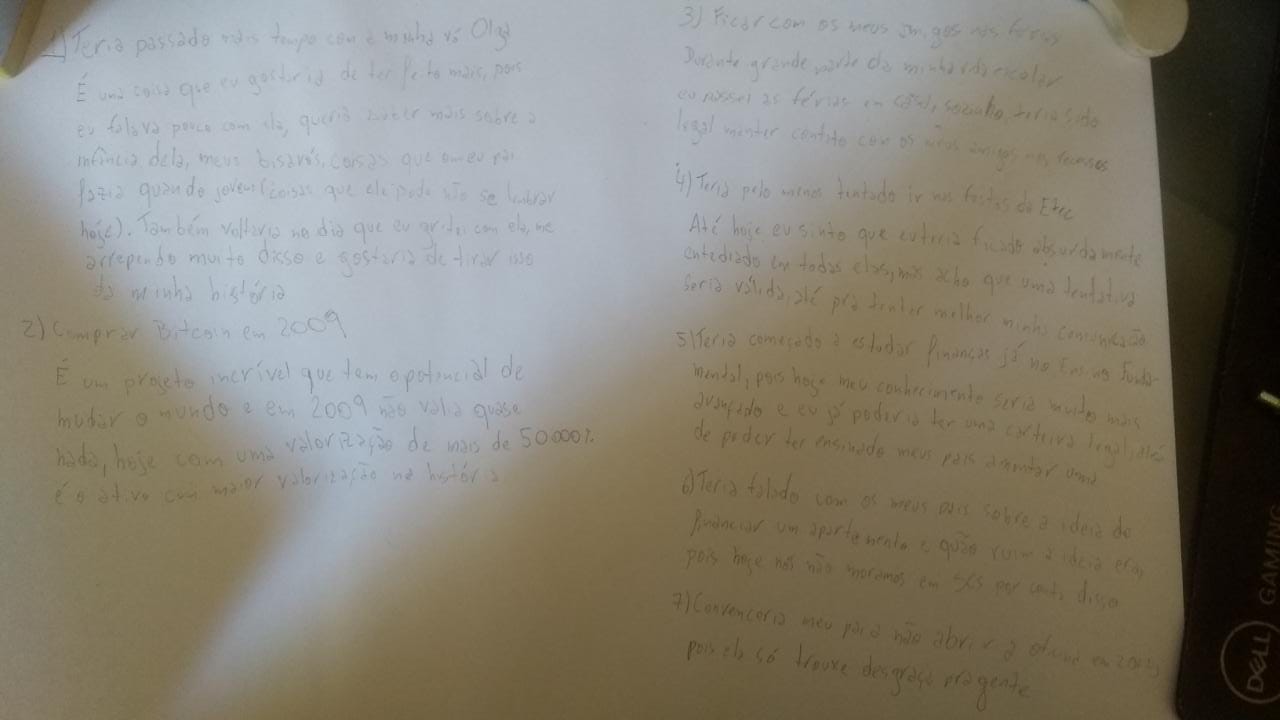 1) Teria passado mais tempo com a minha vó Olga
É uma coisa que eu gostaria de ter feito mais, pois
eu falava pouco com ela, queria saber mais sobre a
infância dela, meus bisavós, coisas que o meu pai
fazia quando jovem (coisas que ele pode não se lembrar
hoje). Também voltaria no dia que eu gritei com ela, me
arrependo muito disso e gostaria de tirar isso
da minha história
2) Comprar Bitcoin em 2009
É um projeto incrível que tem o potencial de
mudar o mundo e em 2009 não valia quase
nada, hoje com uma valorização de mais de 50000%
é o ativo com maior valorização na história
3) Ficar com os meus amigos nas férias
Durante grande parte da minha vida escolar
eu passei as férias em casa, sozinho, teria sido
legal manter contato com os meus amigos nos recessos
4) Teria pelo menos tentado ir nas festas da Etec
Até hoje eu sinto que eu teria ficado absurdamente
entediado em todas elas, mas acho que uma tentativa
seria válida, até pra tentar melhor minha comunicação
5) Teria começado a estudar finanças já no Ensino Funda-
mental, pois hoje meu conhecimento seria muito mais
avançado e eu já poderia ter uma carteira legal, até
de poder ter ensinado meus pais a montar uma
6) Teria falado com os meus pais sobre a ideia de
financiar um apartamento e quão ruim a ideia era,
pois hoje nós não moramos em SCS por conta disso
7) Convenceria meu pai a não abrir a em
pois ela só trouxe desgraça pra gente
DELL
GAMING